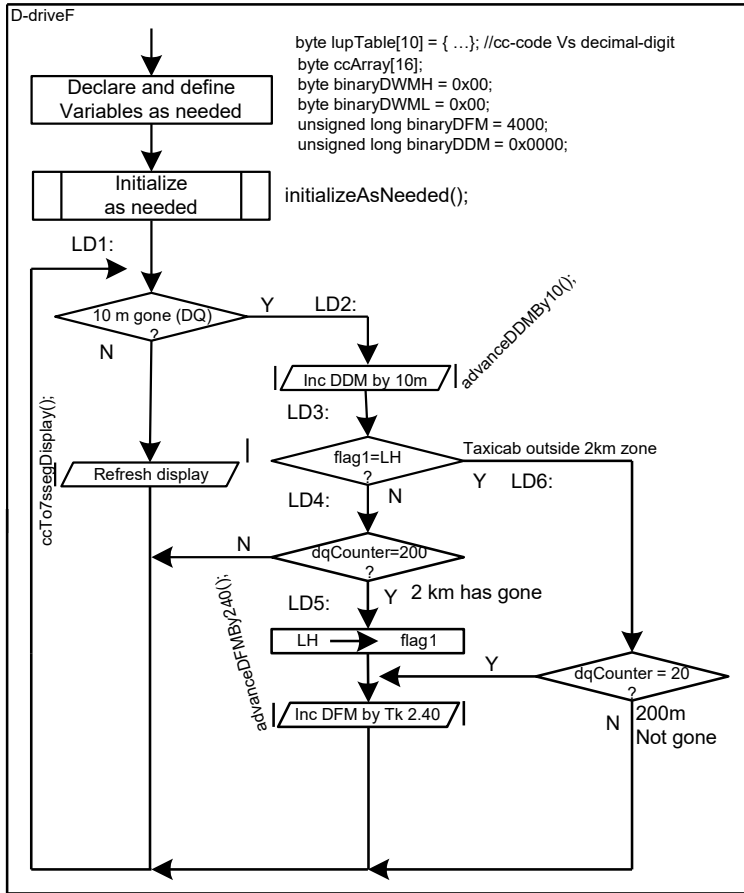 D-driveF
byte lupTable[10] = { …}; //cc-code Vs decimal-digit
byte ccArray[16];
byte binaryDWMH = 0x00;
byte binaryDWML = 0x00;
unsigned long binaryDFM = 4000;
unsigned long binaryDDM = 0x0000;
Declare and define
Variables as needed
Initialize
as needed
initializeAsNeeded();
LD1:
10 m gone (DQ)
?
Y
N
LD2:
advanceDDMBy10();
Inc DDM by 10m
LD3:
flag1=LH
?
Taxicab outside 2km zone
Y
LD6:
N
LD4:
ccTo7ssegDisplay();
Refresh display
dqCounter=200
?
N
Y
2 km has gone
LD5:
LH
flag1
advanceDFMBy240();
Inc DFM by Tk 2.40
dqCounter = 20
?
Y
N
200m
Not gone